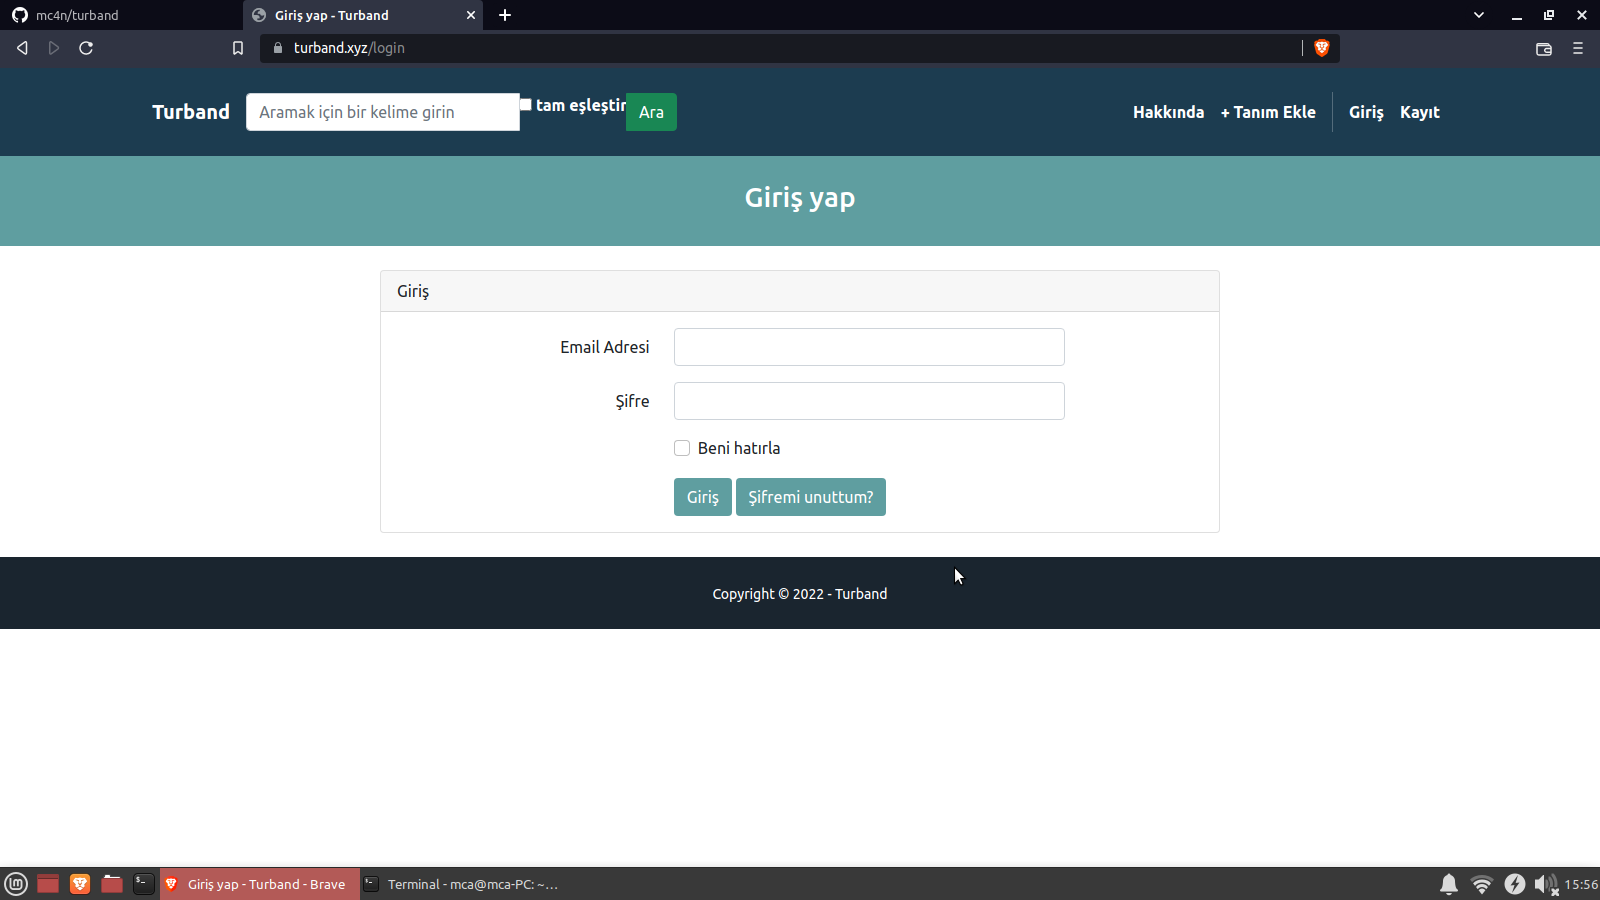 mc4n/turband
Giriş yap - Turband
turband.xyz/login
Turband
Aramak için bir kelime girin
tam eşleştir
Ara
Hakkında
+ Tanım Ekle
Giriş
Kayıt
Giriş yap
Giriş
Email Adresi
Şifre
Beni hatırla
Giriş
Şifremi unuttum?
Copyright © 2022 - Turband
Giriş yap - Turband - Brave
Terminal - mca@mca-PC: ~...
15:56